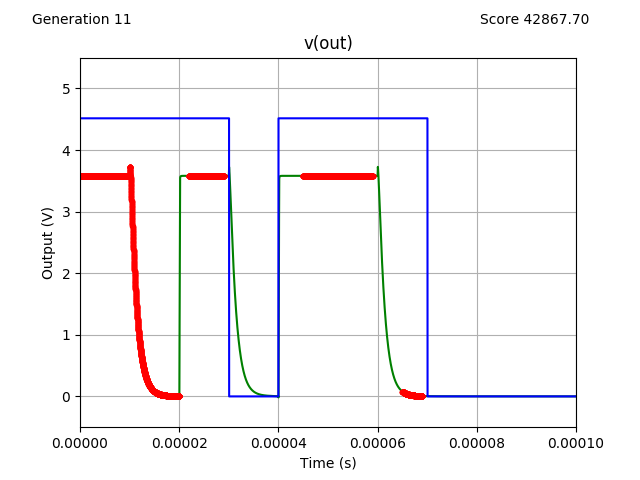 Generation 11
Score 42867.70
v(out)
Output (V)
5
4
3
2
1
0
0.00000
0.00002
0.00004
0.00006
0.00008
0.00010
Time (s)